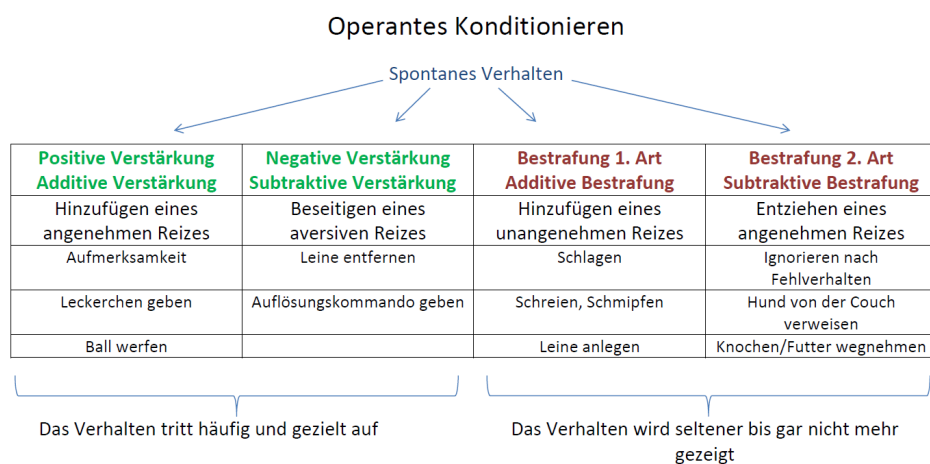 Operantes Konditionieren
Spontanes Verhalten
Positive Verstärkung
Additive Verstärkung
Negative Verstärkung
Subtraktive Verstärkung
Bestrafung 1. Art
Additive Bestrafung
Bestrafung 2. Art
Subtraktive Bestrafung
Hinzufügen eines
angenehmen Reizes
Beseitigen eines
aversiven Reizes
Hinzufügen eines
unangenehmen Reizes
Entziehen eines
angenehmen Reizes
Aufmerksamkeit
Leine entfernen
Schlagen
Ignorieren nach
Fehlverhalten
Leckerchen geben
Auflösungskommando geben
Schreien, Schmipfen
Hund von der Couch
verweisen
Ball werfen
Leine anlegen
Knochen/Futter wegnehmen
Das Verhalten tritt häufig und gezielt auf
Das Verhalten wird seltener bis gar nicht mehr
gezeigt